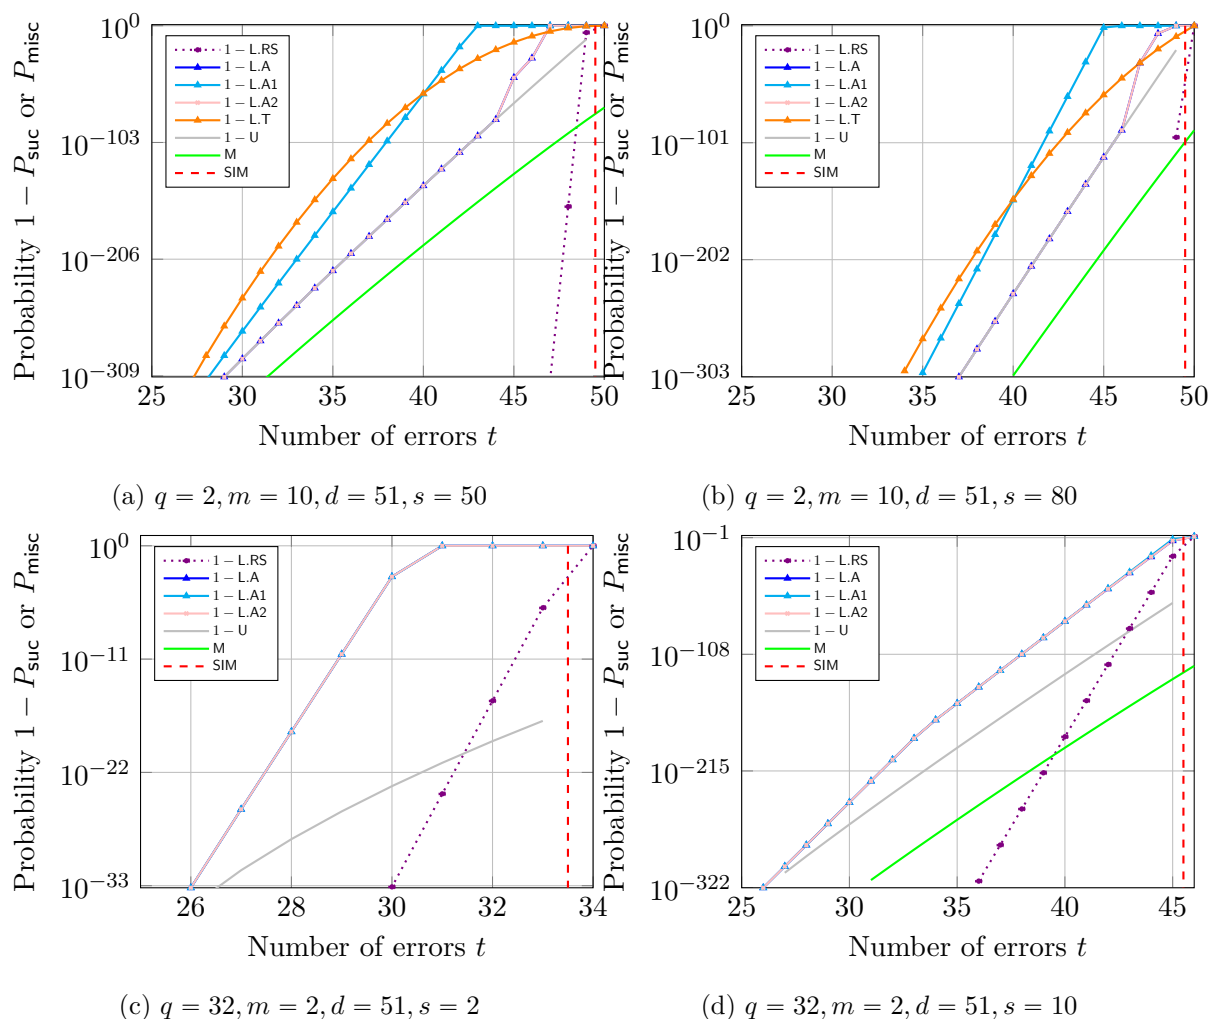 10^0
10^-103
10^-206
10^-309
Probability 1 − P_suc or P_misc
1 − L.RS
1 − L.A
1 − L.A1
1 − L.A2
1 − L.T
1 − U
M
SIM
25 30 35 40 45 50
Number of errors t
(a) q = 2, m = 10, d = 51, s = 50
10^0
10^-101
10^-202
10^-303
Probability 1 − P_suc or P_misc
1 − L.RS
1 − L.A
1 − L.A1
1 − L.A2
1 − L.T
1 − U
M
SIM
25 30 35 40 45 50
Number of errors t
(b) q = 2, m = 10, d = 51, s = 80
10^0
10^-11
10^-22
10^-33
Probability 1 − P_suc or P_misc
1 − L.RS
1 − L.A
1 − L.A1
1 − L.A2
1 − U
M
SIM
26 28 30 32 34
Number of errors t
(c) q = 32, m = 2, d = 51, s = 2
10^-1
10^-108
10^-215
10^-322
Probability 1 − P_suc or P_misc
1 − L.RS
1 − L.A
1 − L.A1
1 − L.A2
1 − U
M
SIM
25 30 35 40 45
Number of errors t
(d) q = 32, m = 2, d = 51, s = 10